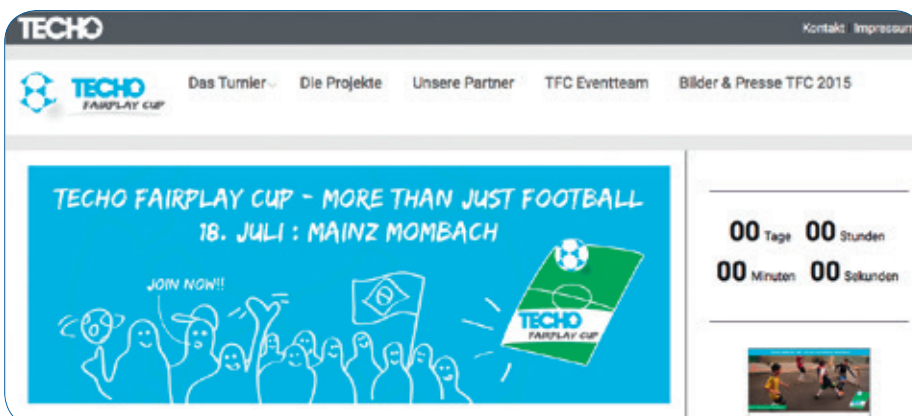 TECHO
Kontakt Impressum
TECHO
FAIRPLAY CUP
Das Turnier Die Projekte Unsere Partner TFC Eventteam Bilder & Presse TFC 2015
TECHO FAIRPLAY CUP - MORE THAN JUST FOOTBALL
18. JULI : MAINZ MOMBACH
JOIN NOW!!
TECHO
FAIRPLAY CUP
00 Tage 00 Stunden
00 Minuten 00 Sekunden